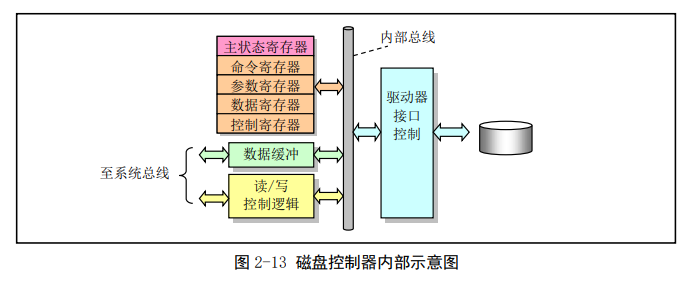 主状态寄存器
命令寄存器
参数寄存器
数据寄存器
控制寄存器
内部总线
驱动器
接口
控制
数据缓冲
至系统总线
读/写
控制逻辑
图 2-13 磁盘控制器内部示意图